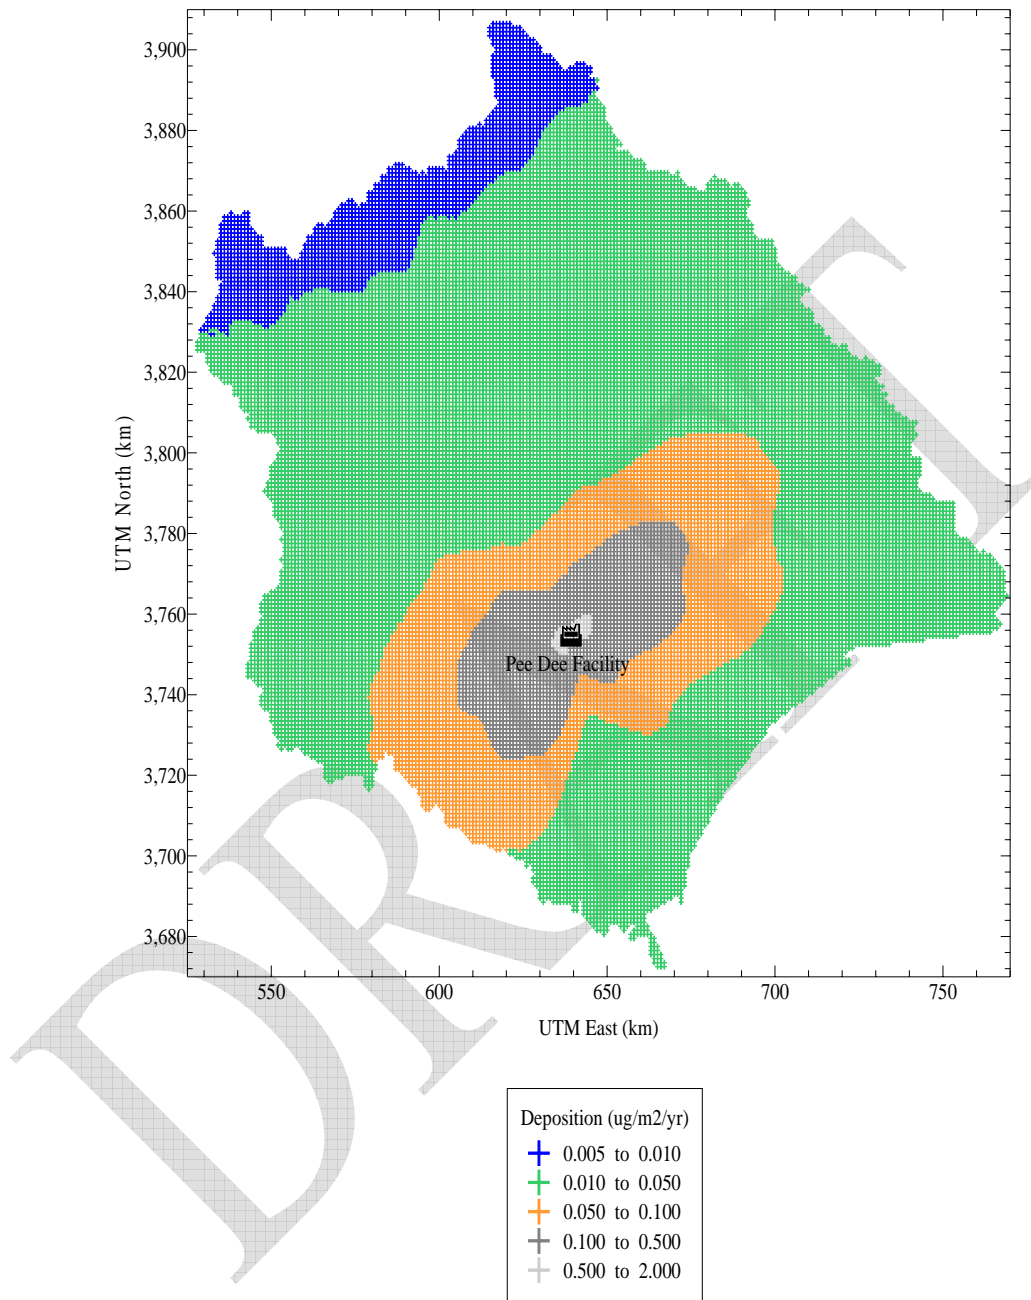 3,900
3,880
3,860
3,840
3,820
3,800
3,780
3,760
3,740
3,720
3,700
3,680
UTM North (km)
Pee Dee Facility
550 600 650 700 750
UTM East (km)
DRAFT
Deposition (ug/m2/yr)
0.005 to 0.010
0.010 to 0.050
0.050 to 0.100
0.100 to 0.500
0.500 to 2.000